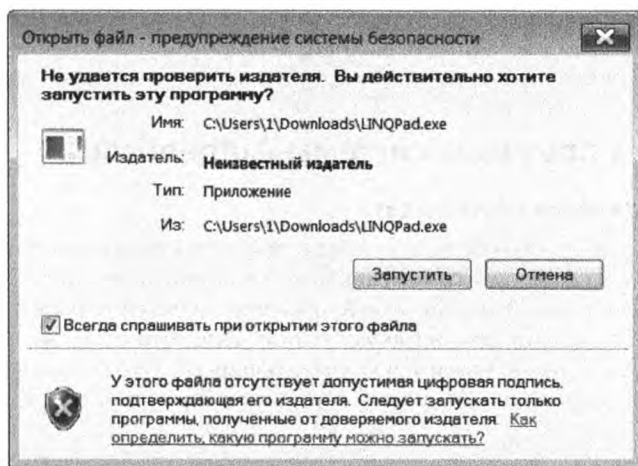 Открыть файл - предупреждение системы безопасности
Не удается проверить издателя. Вы действительно хотите
запустить эту программу?
Имя: C:\Users\1\Downloads\LINQPad.exe
Издатель: Неизвестный издатель
Тип: Приложение
Из: C:\Users\1\Downloads\LINQPad.exe
Запустить Отмена
Всегда спрашивать при открытии этого файла
У этого файла отсутствует допустимая цифровая подпись,
подтверждающая его издателя. Следует запускать только
программы, полученные от доверяемого издателя. Как
определить, какую программу можно запускать?